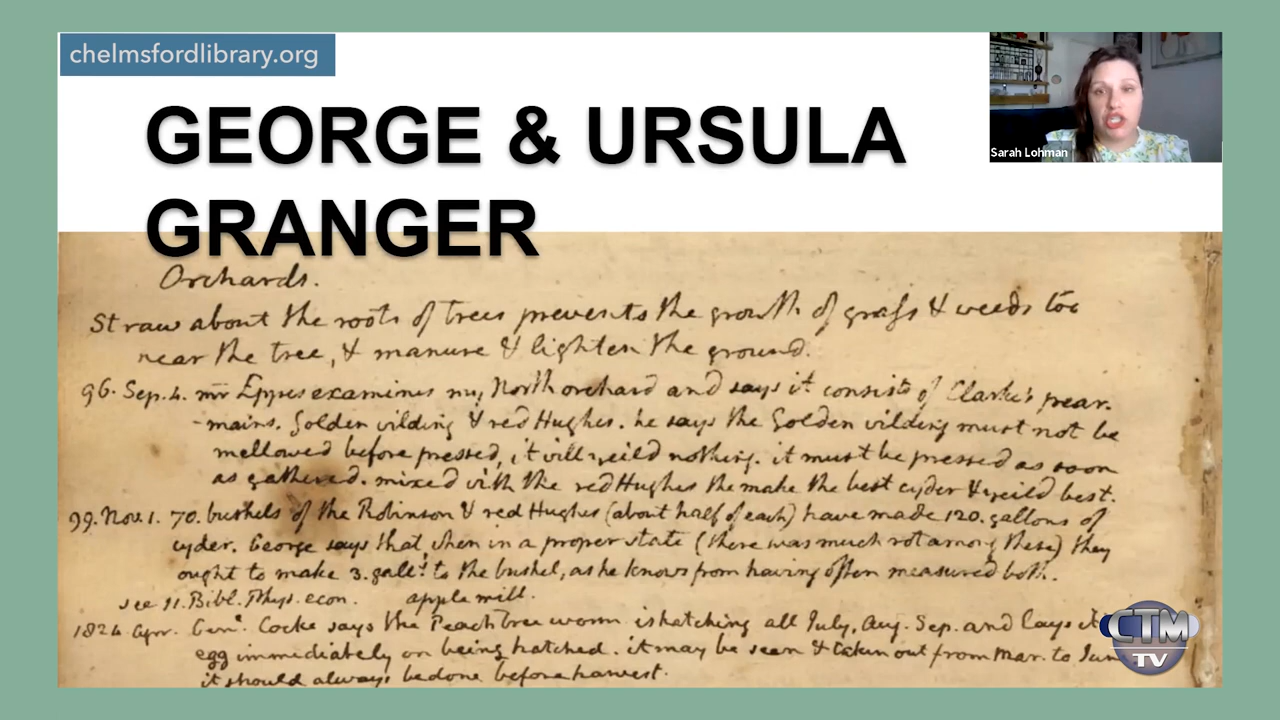 chelmsfordlibrary.org
GEORGE & URSULA
GRANGER
Sarah Lohman
Orchards.
Straw about the roots of trees prevents the growth of grass & weeds too
near the tree, & manure & lighten the ground.
96. Sep. 4. mr Eppes examines my North orchard and says it consists of Clarke's pear-
-mains. Golden wilding & red Hughes. he says the Golden wilding must not be
mellowed before pressed, it will yeild nothing. it must be pressed as soon
as gathered. mixed with the red Hughes the make the best cyder & yeild best.
99. Nov. 1. 70. bushels of the Robinson & red Hughes (about half of each) have made 120. gallons of
cyder. George says that when in a proper state (there was much rot among these) they
ought to make 3. gall.s to the bushel, as he knows from having often measured both.
see 11. Bibl. Phys. econ. apple mill.
1824. Apr. Gen.l Cocke says the Peach tree worm is hatching all July, Aug. Sep. and lays it
egg immediately on being hatched. it may be seen & taken out from Mar. to
it should always be done before harvest.
CTM
TV